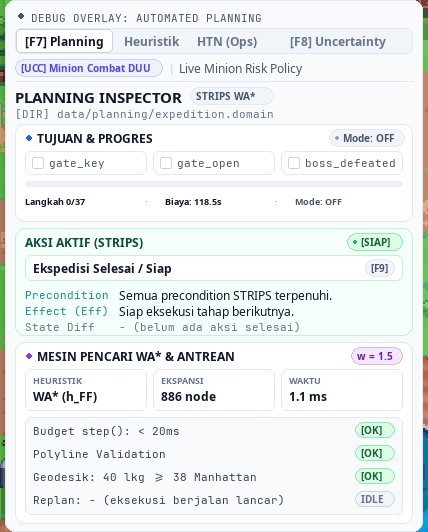 DEBUG OVERLAY: AUTOMATED PLANNING
[F7] Planning Heuristik HTN (Ops) [F8] Uncertainty
[UCC] Minion Combat DUU | Live Minion Risk Policy
PLANNING INSPECTOR STRIPS WA*
[DIR] data/planning/expedition.domain
TUJUAN & PROGRES Mode: OFF
gate_key gate_open boss_defeated
Langkah 0/37 - Biaya: 118.5s - Mode: OFF
AKSI AKTIF (STRIPS) [SIAP]
Ekspedisi Selesai / Siap [F9]
Precondition Semua precondition STRIPS terpenuhi.
Effect (Eff) Siap eksekusi tahap berikutnya.
State Diff - (belum ada aksi selesai)
MESIN PENCARI WA* & ANTREAN w = 1.5
HEURISTIK EKSPANSI WAKTU
WA* (h_FF) 886 node 1.1 ms
Budget step(): < 20ms [OK]
Polyline Validation [OK]
Geodesik: 40 lkg ⩾ 38 Manhattan [OK]
Replan: - (eksekusi berjalan lancar) IDLE